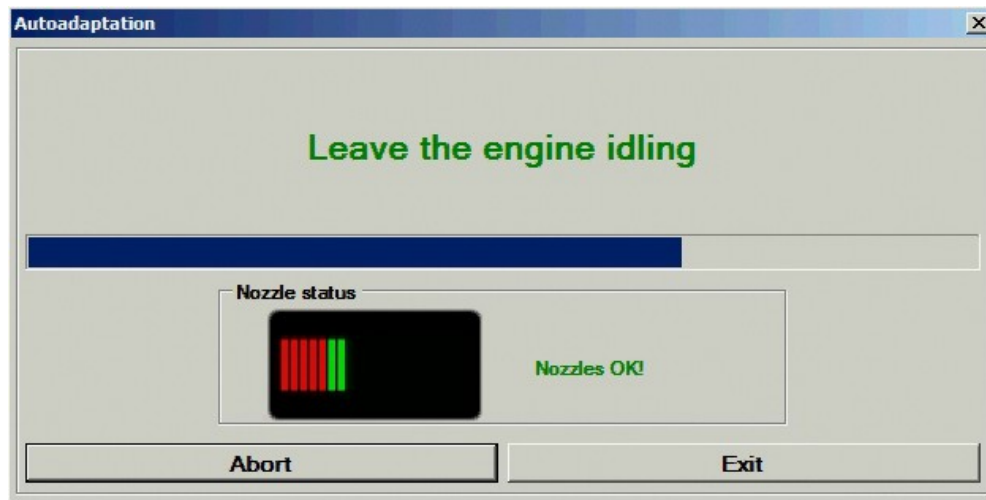 Autoadaptation
Leave the engine idling
Nozzle status
Nozzles OK!
Abort
Exit